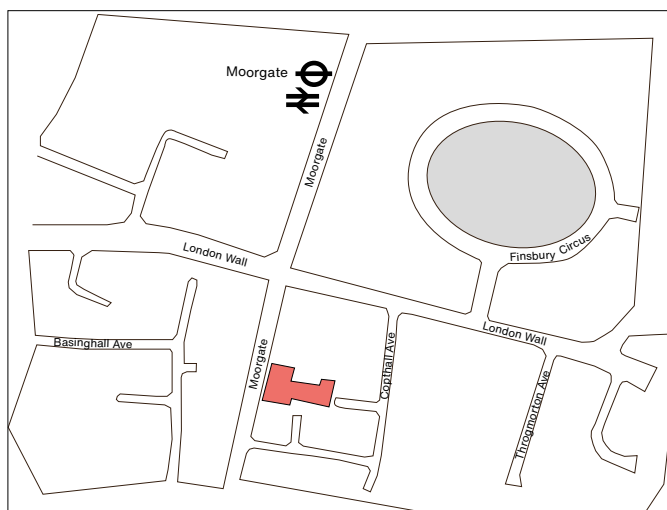 Moorgate
Moorgate
London Wall
Finsbury Circus
London Wall
Basinghall Ave
Moorgate
Copthall Ave
Throgmorton Ave